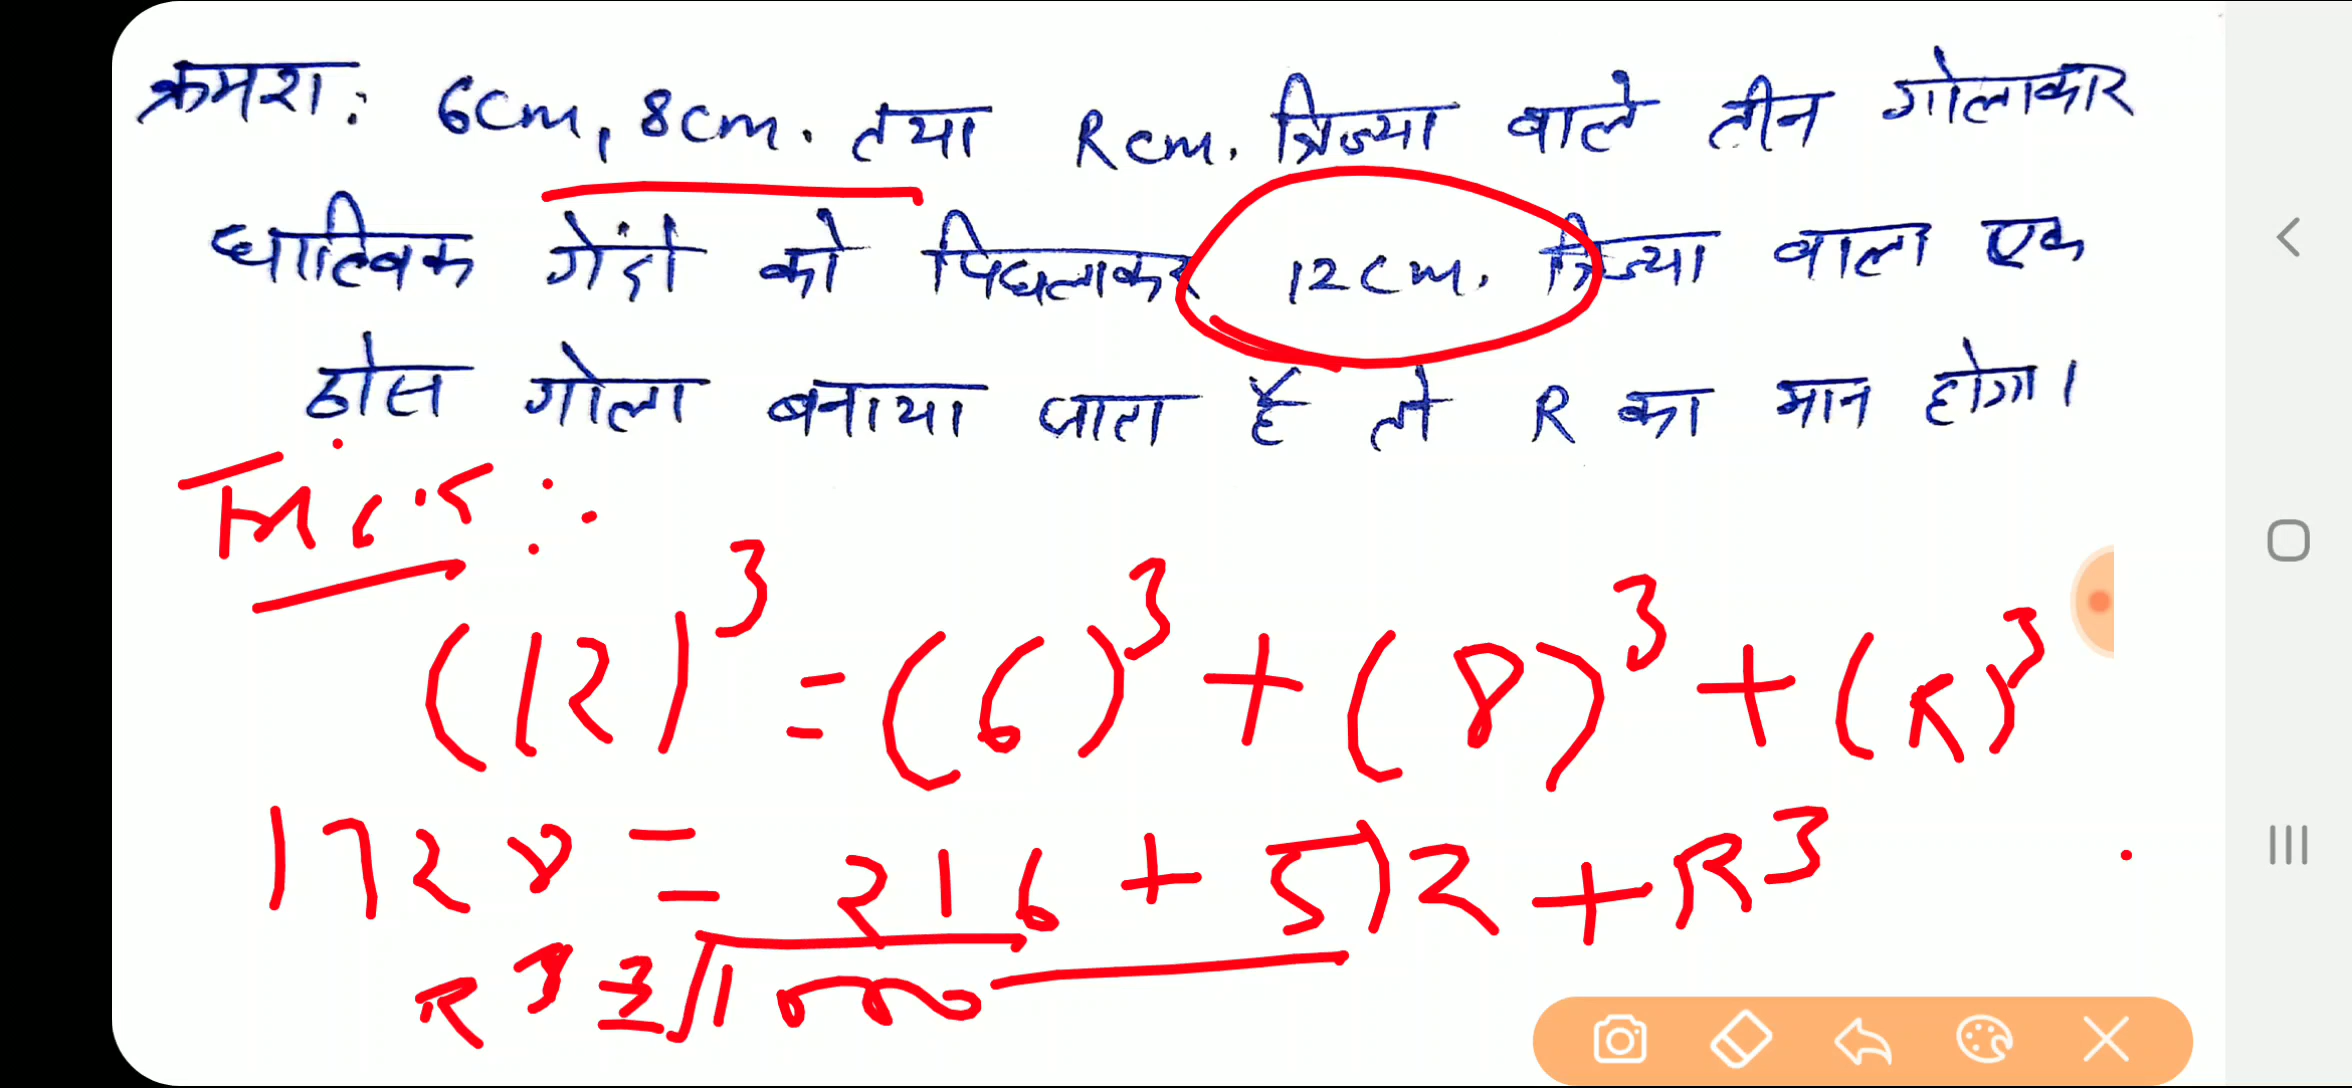 क्रमश: 6cm, 8cm. तथा Rcm. त्रिज्या वाले तीन गोलाकार
धात्विक गेंदों को पिघलाकर 12cm. त्रिज्या वाला एक
ठोस गोला बनाया जाता है तो R का मान होगा।
(12)³ = (6)³ + (8)³ + (R)³
1728 = 216 + 512 + R³
R³ = ³√1000